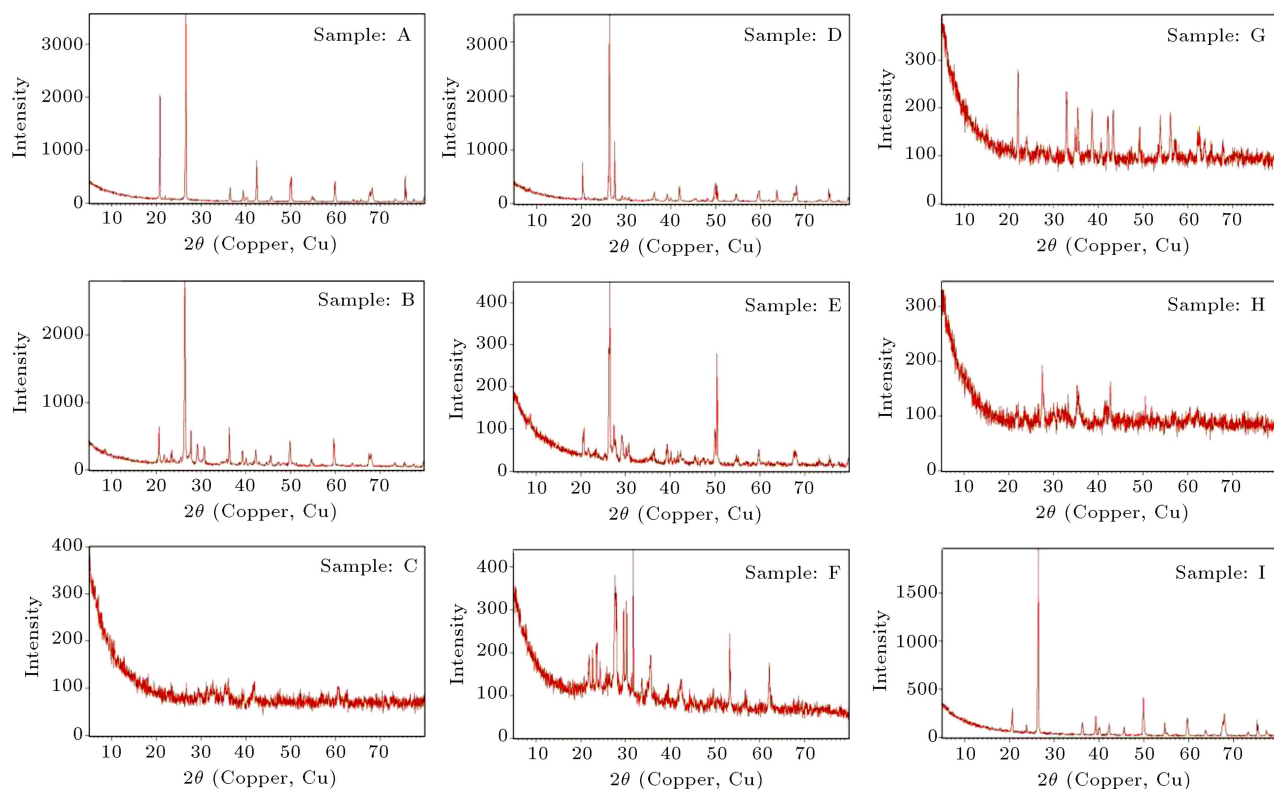 Sample: A
Intensity
3000
2000
1000
0
10 20 30 40 50 60 70
2θ (Copper, Cu)
Sample: D
Intensity
3000
2000
1000
0
10 20 30 40 50 60 70
2θ (Copper, Cu)
Sample: G
Intensity
300
200
100
0
10 20 30 40 50 60 70
2θ (Copper, Cu)
Sample: B
Intensity
2000
1000
0
10 20 30 40 50 60 70
2θ (Copper, Cu)
Sample: E
Intensity
400
300
200
100
0
10 20 30 40 50 60 70
2θ (Copper, Cu)
Sample: H
Intensity
300
200
100
0
10 20 30 40 50 60 70
2θ (Copper, Cu)
Sample: C
Intensity
400
300
200
100
0
10 20 30 40 50 60 70
2θ (Copper, Cu)
Sample: F
Intensity
400
300
200
100
0
10 20 30 40 50 60 70
2θ (Copper, Cu)
Sample: I
Intensity
1500
1000
500
0
10 20 30 40 50 60 70
2θ (Copper, Cu)